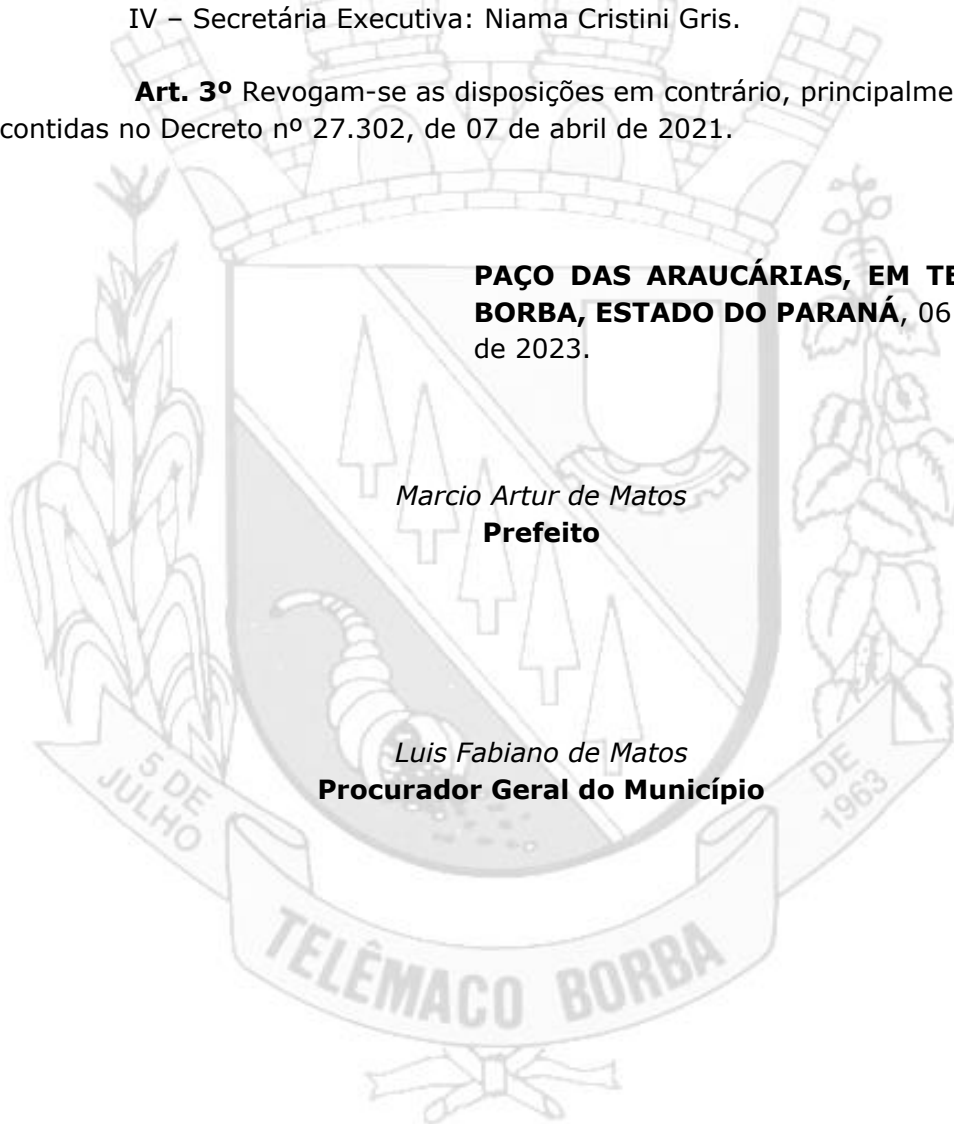 IV – Secretária Executiva: Niama Cristini Gris.
Art. 3º Revogam-se as disposições em contrário,
contidas no Decreto nº 27.302, de 07 de abril de 2021.
PAÇO DAS ARAUCÁRIAS, EM
BORBA, ESTADO DO PARANÁ, 06
de 2023.
Marcio Artur de Matos
Prefeito
Luis Fabiano de Matos
Procurador Geral do Município
5 DE
JULHO
DE
1963
TELÊMACO BORBA